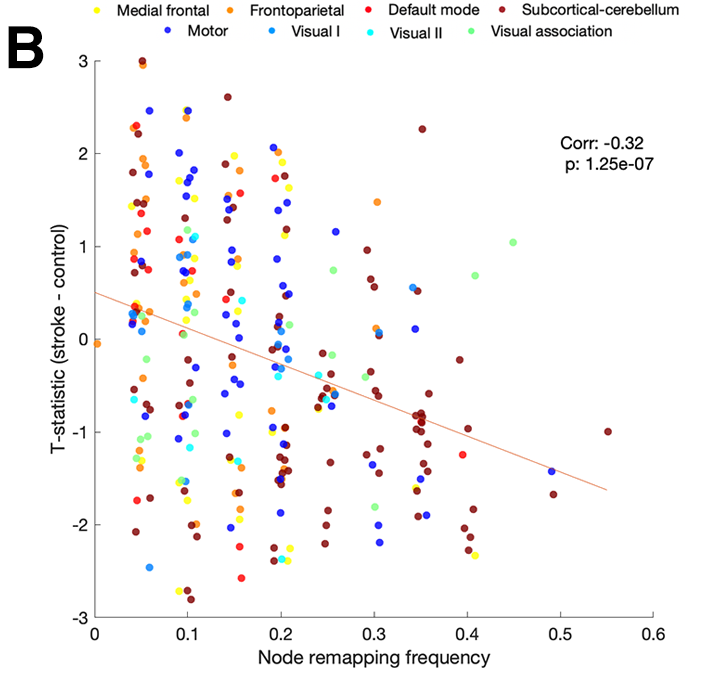 B
Medial frontal Frontoparietal Default mode Subcortical-cerebellum
Motor Visual I Visual II Visual association
3
2
1
0
-1
-2
-3
T-statistic (stroke - control)
Corr: -0.32
p: 1.25e-07
0 0.1 0.2 0.3 0.4 0.5 0.6
Node remapping frequency